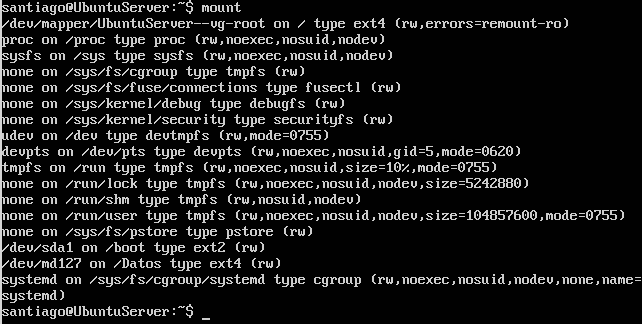 santiago@UbuntuServer:~$ mount
/dev/mapper/UbuntuServer--vg-root on / type ext4 (rw,errors=remount-ro)
proc on /proc type proc (rw,noexec,nosuid,nodev)
sysfs on /sys type sysfs (rw,noexec,nosuid,nodev)
none on /sys/fs/cgroup type tmpfs (rw)
none on /sys/fs/fuse/connections type fusectl (rw)
none on /sys/kernel/debug type debugfs (rw)
none on /sys/kernel/security type securityfs (rw)
udev on /dev type devtmpfs (rw,mode=0755)
devpts on /dev/pts type devpts (rw,noexec,nosuid,gid=5,mode=0620)
tmpfs on /run type tmpfs (rw,noexec,nosuid,size=10%,mode=0755)
none on /run/lock type tmpfs (rw,noexec,nosuid,nodev,size=5242880)
none on /run/shm type tmpfs (rw,nosuid,nodev)
none on /run/user type tmpfs (rw,noexec,nosuid,nodev,size=104857600,mode=0755)
none on /sys/fs/pstore type pstore (rw)
/dev/sda1 on /boot type ext2 (rw)
/dev/md127 on /Datos type ext4 (rw)
systemd on /sys/fs/cgroup/systemd type cgroup (rw,noexec,nosuid,nodev,none,name=
systemd)
santiago@UbuntuServer:~$ _